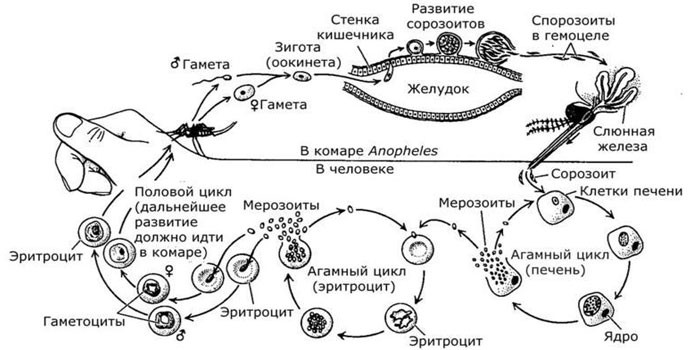 Стенка
кишечника
Развитие
сорозоитов
Спорозоиты
в гемоцеле
♂ Гамета
Зигота
(оокинета)
♀Гамета
Желудок
Слюнная
железа
В комаре Anopheles
В человеке
Сорозоит
Клетки печени
Половой цикл
(дальнейшее
развитие
должно идти
в комаре)
Мерозоиты
Мерозоиты
Эритроцит
Агамный цикл
(эритроцит)
Агамный цикл
(печень)
♀
Гаметоциты
♂
Эритроцит
Эритроцит
Ядро